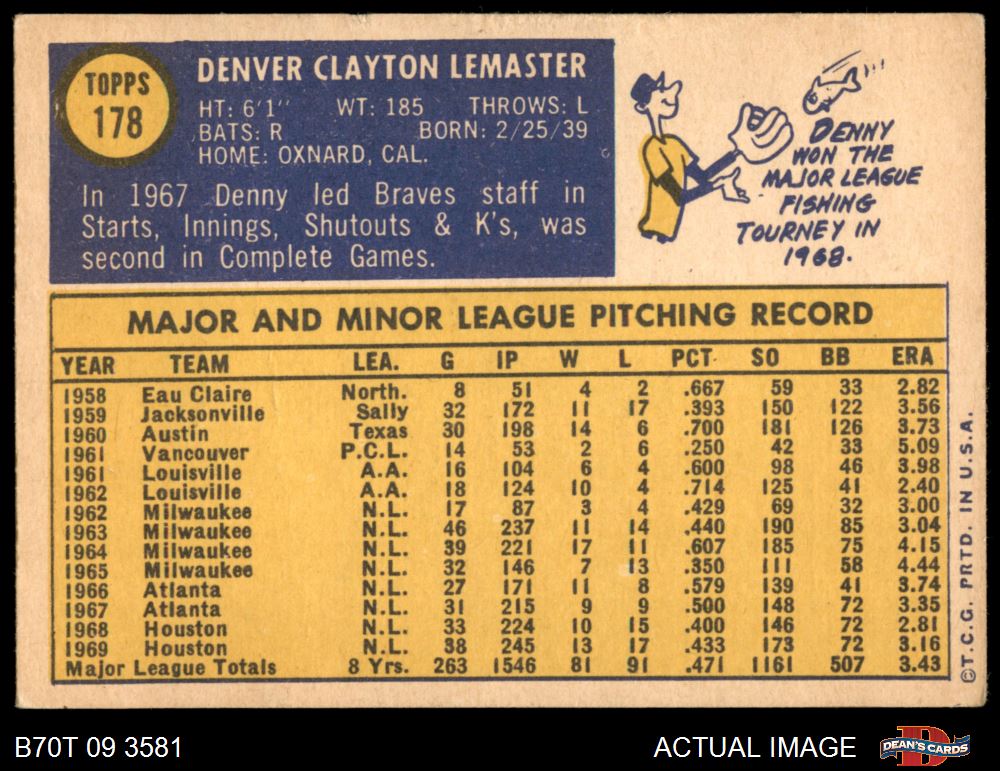 TOPPS
178
DENVER CLAYTON LEMASTER
HT: 6'1" WT: 185 THROWS: L
BATS: R BORN: 2/25/39
HOME: OXNARD, CAL.
In 1967 Denny led Braves staff in
Starts, Innings, Shutouts & K's, was
second in Complete Games.
DENNY
WON THE
MAJOR LEAGUE
FISHING
TOURNEY IN
1968.
MAJOR AND MINOR LEAGUE PITCHING RECORD
YEAR TEAM LEA. G IP W L PCT. SO BB ERA
1958 Eau Claire North. 8 51 4 2 .667 59 33 2.82
1959 Jacksonville Sally 32 172 11 17 .393 150 122 3.56
1960 Austin Texas 30 198 14 6 .700 181 126 3.73
1961 Vancouver P.C.L. 14 53 2 6 .250 42 33 5.09
1961 Louisville A.A. 16 104 6 4 .600 98 46 3.98
1962 Louisville A.A. 18 124 10 4 .714 125 41 2.40
1962 Milwaukee N.L. 17 87 3 4 .429 69 32 3.00
1963 Milwaukee N.L. 46 237 11 14 .440 190 85 3.04
1964 Milwaukee N.L. 39 221 17 11 .607 185 75 4.15
1965 Milwaukee N.L. 32 146 7 13 .350 111 58 4.44
1966 Atlanta N.L. 27 171 11 8 .579 139 41 3.74
1967 Atlanta N.L. 31 215 9 9 .500 148 72 3.35
1968 Houston N.L. 33 224 10 15 .400 146 72 2.81
1969 Houston N.L. 38 245 13 17 .433 173 72 3.16
Major League Totals 8 Yrs. 263 1546 81 91 .471 1161 507 3.43
©T.C.G. PRTD. IN U.S.A.
B70T 09 3581 ACTUAL IMAGE
DEAN'S CARDS